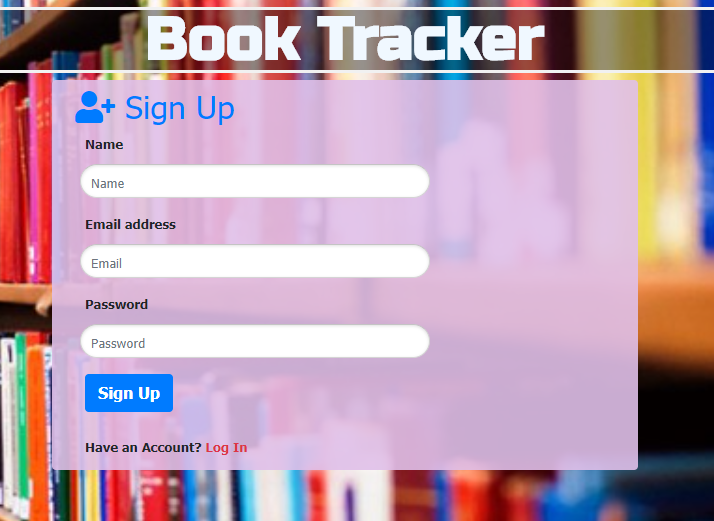 Book Tracker
Sign Up
Name
Name
Email address
Email
Password
Password
Sign Up
Have an Account? Log In